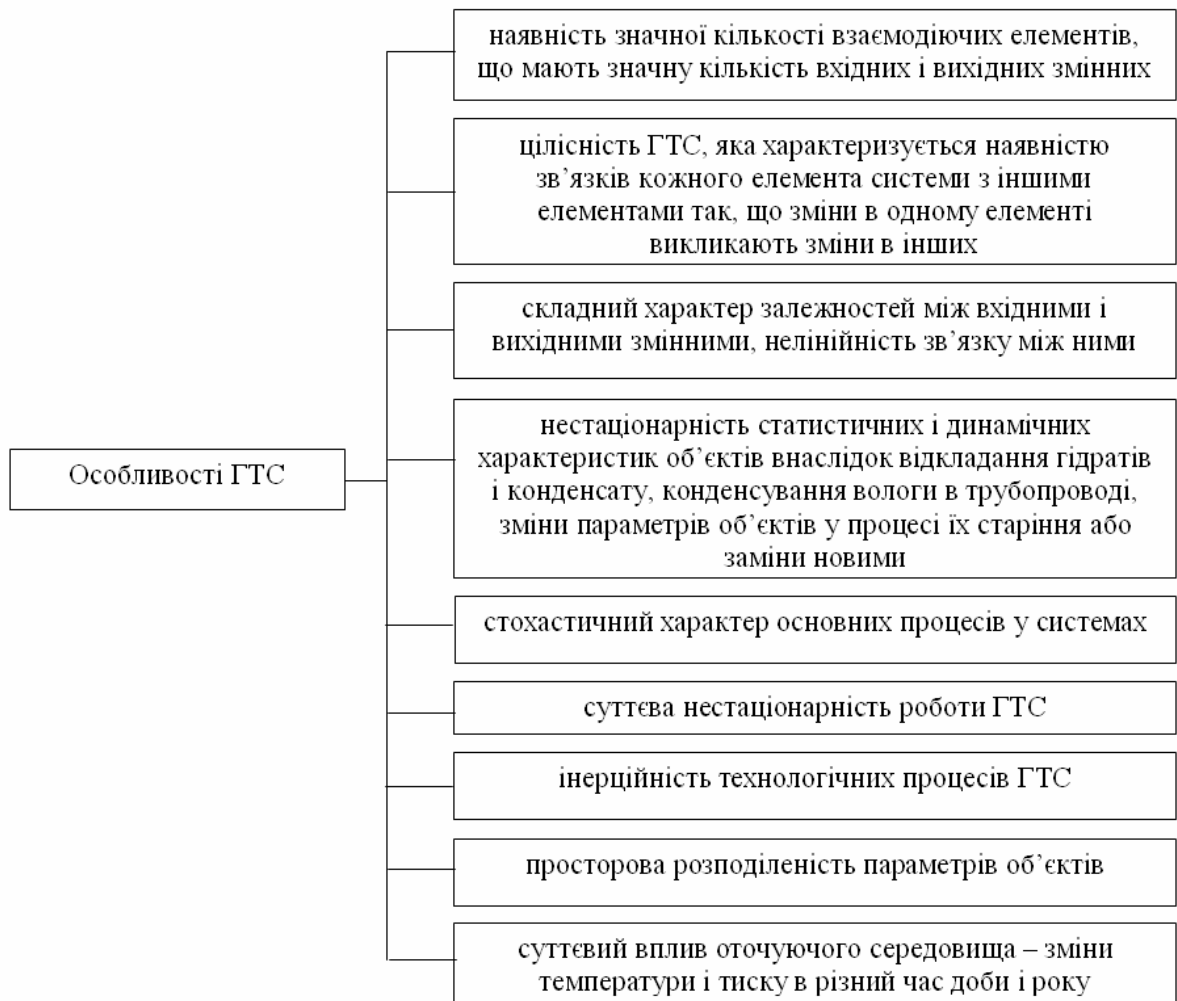 наявність значної кількості взаємодіючих елементів,
що мають значну кількість вхідних і вихідних змінних
цілісність ГТС, яка характеризується наявністю
зв’язків кожного елемента системи з іншими
елементами так, що зміни в одному елементі
викликають зміни в інших
складний характер залежностей між вхідними і
вихідними змінними, нелінійність зв’язку між ними
Особливості ГТС
нестаціонарність статистичних і динамічних
характеристик об’єктів внаслідок відкладання гідратів
і конденсату, конденсування вологи в трубопроводі,
зміни параметрів об’єктів у процесі їх старіння або
заміни новими
стохастичний характер основних процесів у системах
суттєва нестаціонарність роботи ГТС
інерційність технологічних процесів ГТС
просторова розподіленість параметрів об’єктів
суттєвий вплив оточуючого середовища – зміни
температури і тиску в різний час доби і року